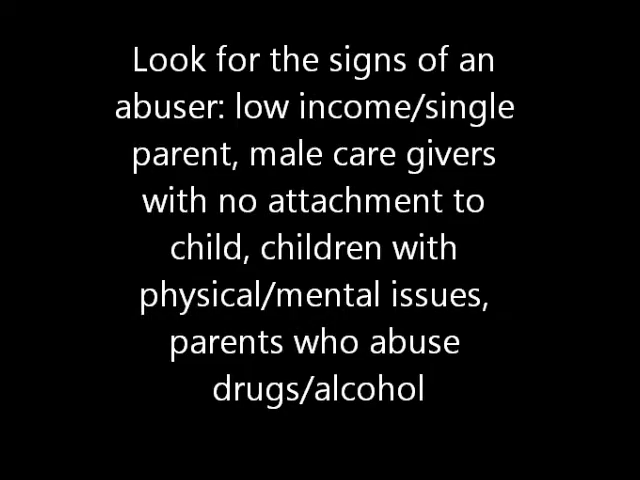 Look for the signs of an
abuser: low income/single
parent, male care givers
with no attachment to
child, children with
physical/mental issues,
parents who abuse
drugs/alcohol